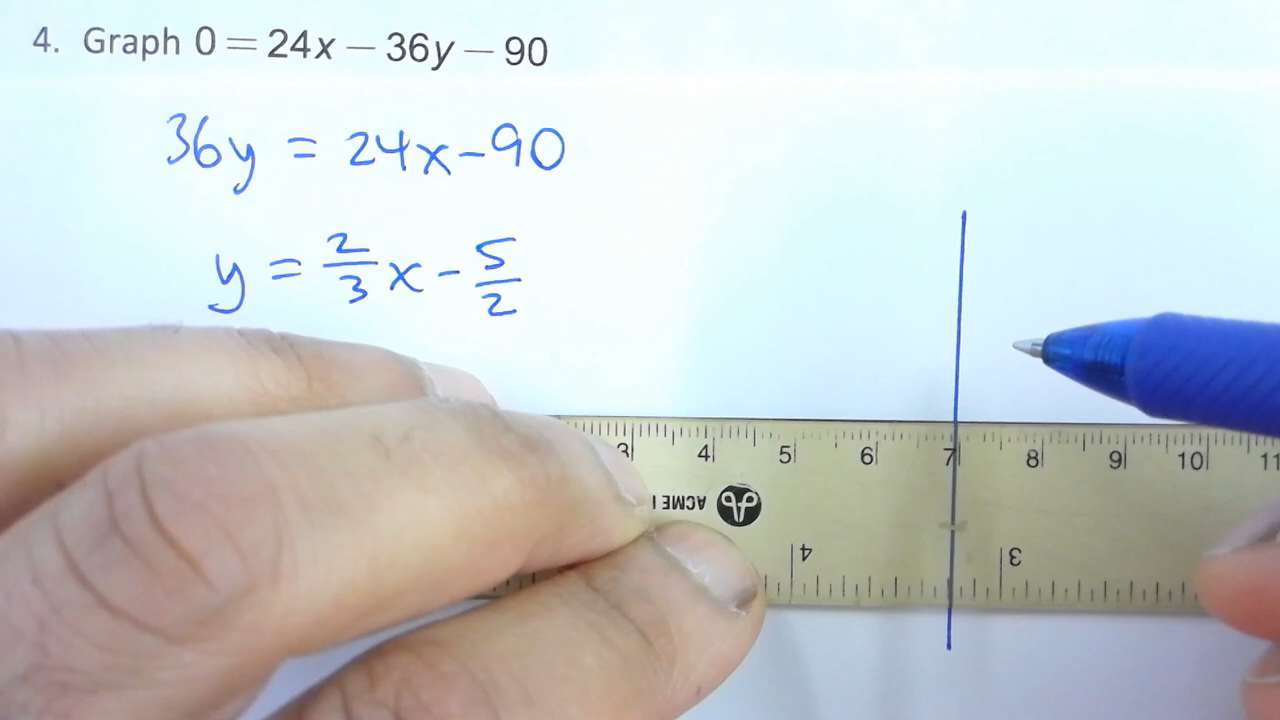 4. Graph 0 = 24x – 36y – 90
36y = 24x - 90
y = 2/3 x - 5/2
3 4 5 6 7 8 9 10 11
ACME
4 3